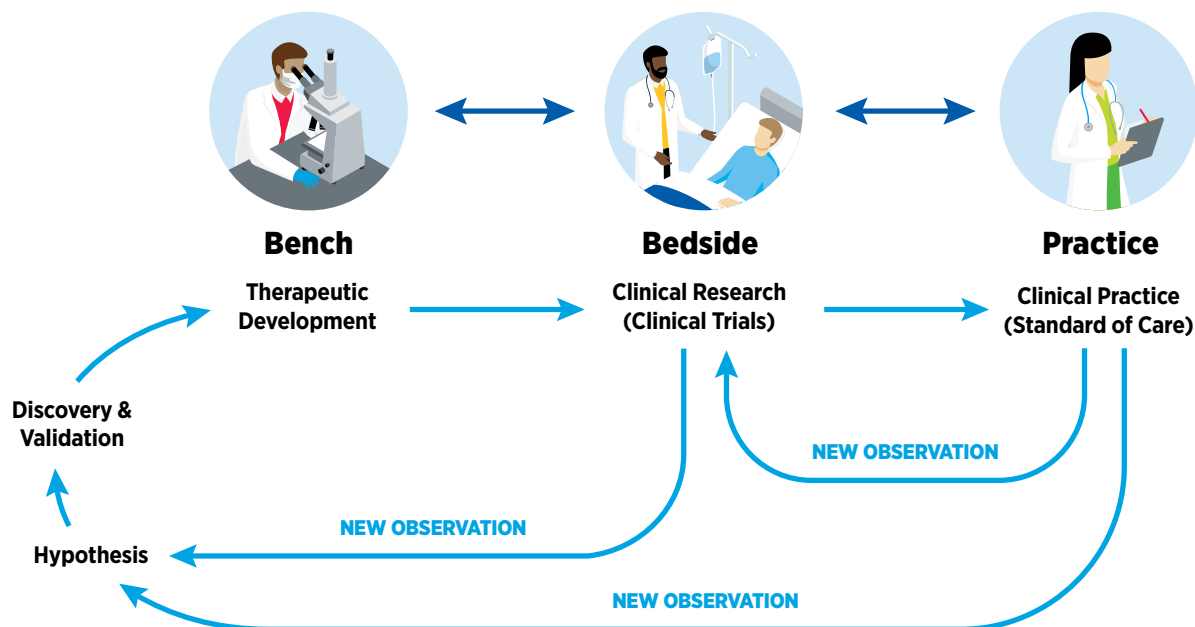 Bench
Bedside
Practice
Therapeutic
Development
Clinical Research
(Clinical Trials)
Clinical Practice
(Standard of Care)
Discovery &
Validation
NEW OBSERVATION
NEW OBSERVATION
Hypothesis
NEW OBSERVATION